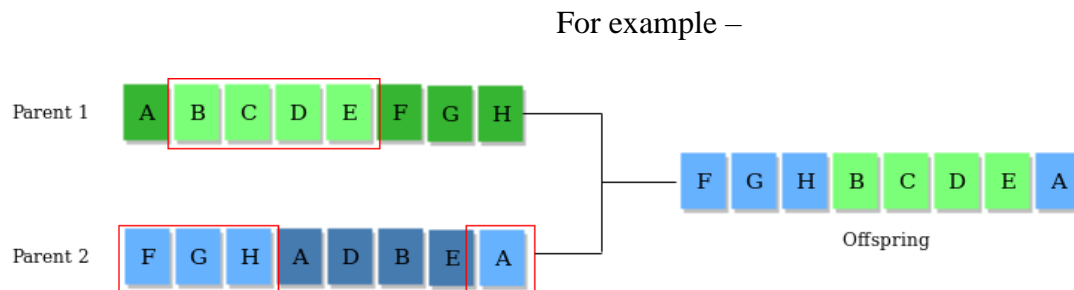 For example –
Parent 1 A B C D E F G H
F G H B C D E A
Offspring
Parent 2 F G H A D B E A